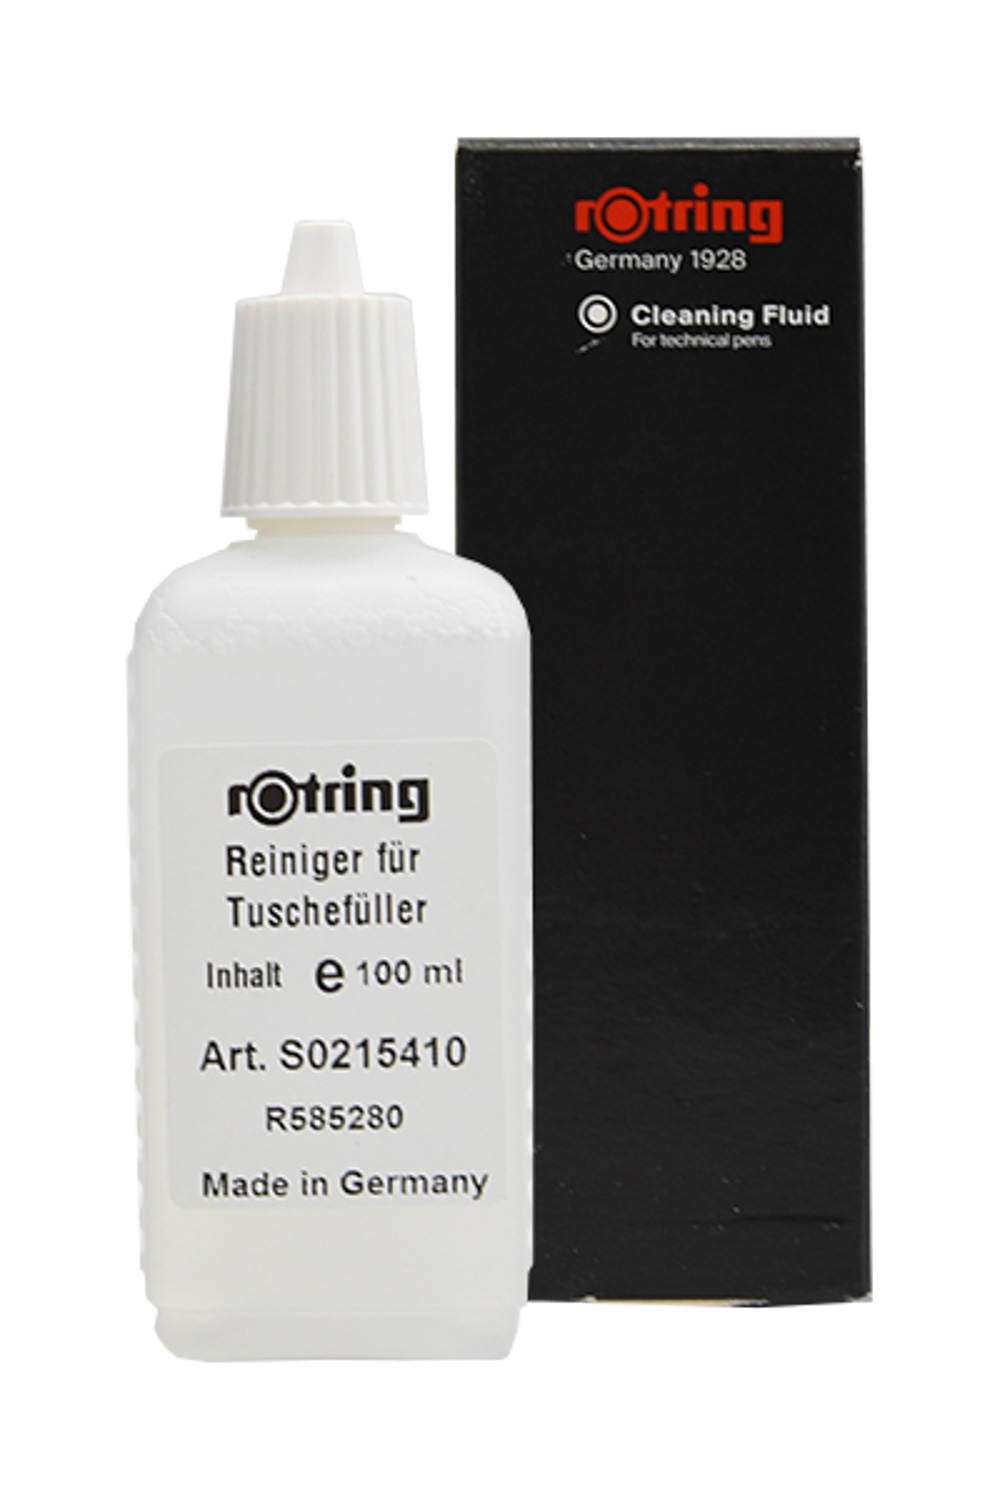 rotring
Germany 1928
Cleaning Fluid
For technical pens
rotring
Reiniger für
Tuschefüller
Inhalt e 100 ml
Art. S0215410
R585280
Made in Germany